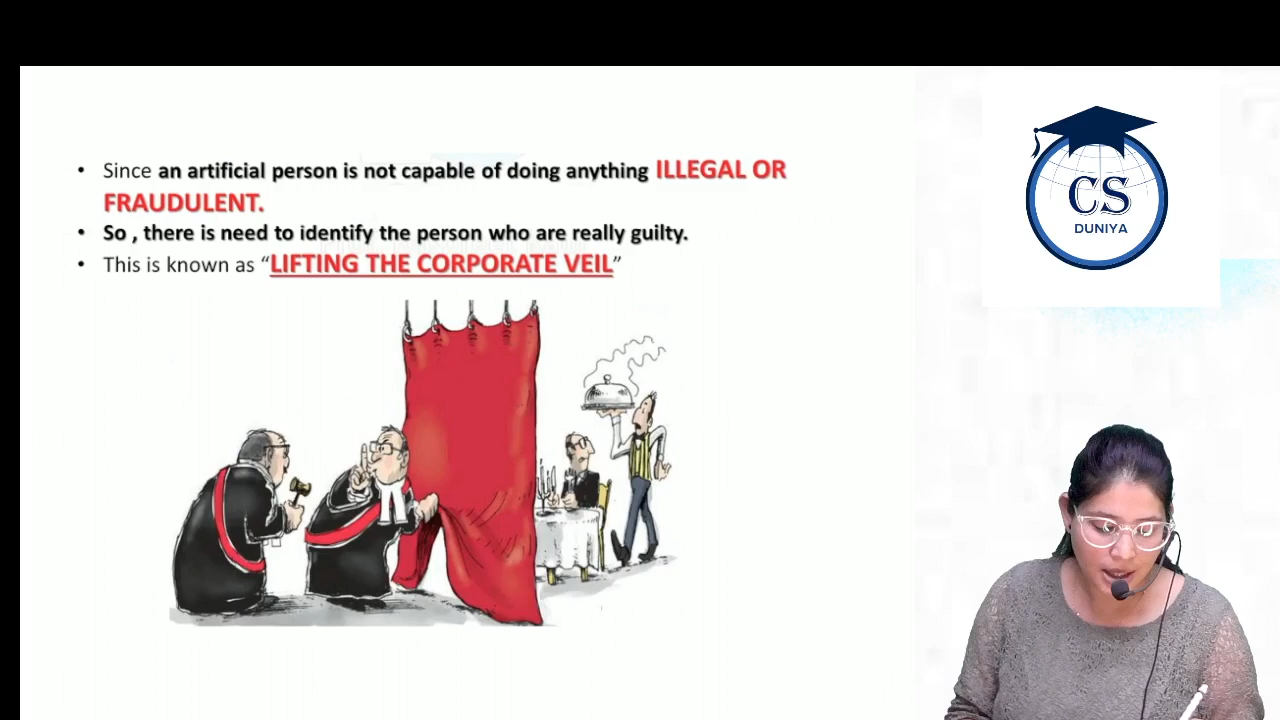 • Since an artificial person is not capable of doing anything ILLEGAL OR
FRAUDULENT.
• So , there is need to identify the person who are really guilty.
• This is known as “LIFTING THE CORPORATE VEIL”
CS
DUNIYA